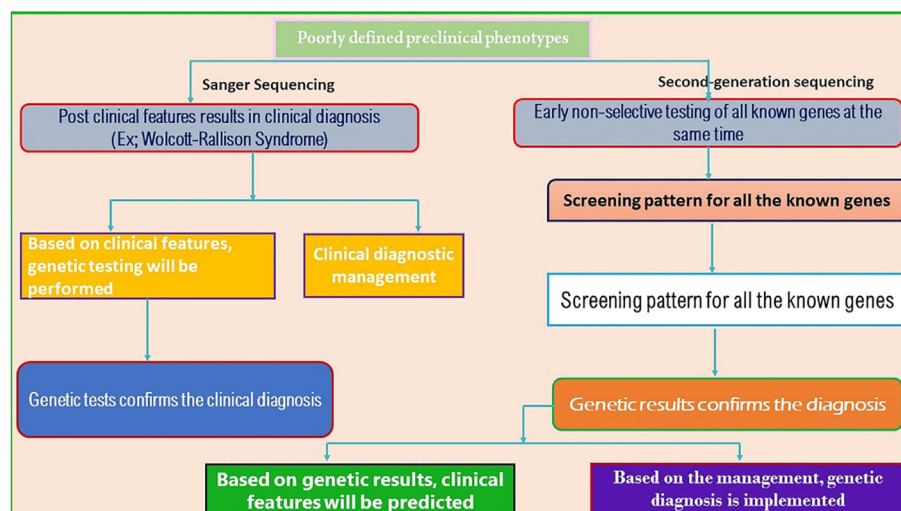 Poorly defined preclinical phenotypes
Sanger Sequencing
Second-generation sequencing
Post clinical features results in clinical diagnosis
(Ex; Wolcott-Rallison Syndrome)
Early non-selective testing of all known genes at the
same time
Screening pattern for all the known genes
Based on clinical features,
genetic testing will be
performed
Clinical diagnostic
management
Screening pattern for all the known genes
Genetic tests confirms the clinical diagnosis
Genetic results confirms the diagnosis
Based on genetic results, clinical
features will be predicted
Based on the management, genetic
diagnosis is implemented